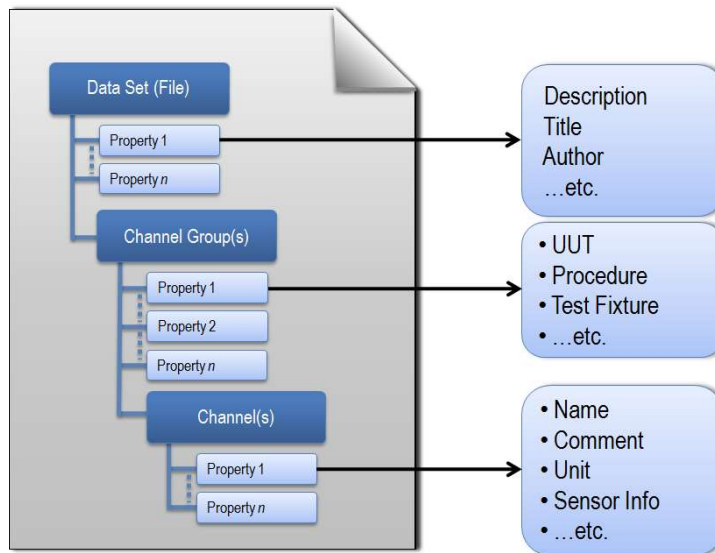 Data Set (File)
Property 1
Property n
Channel Group(s)
Property 1
Property 2
Property n
Channel(s)
Property 1
Property n
Description
Title
Author
…etc.
• UUT
• Procedure
• Test Fixture
• …etc.
• Name
• Comment
• Unit
• Sensor Info
• …etc.